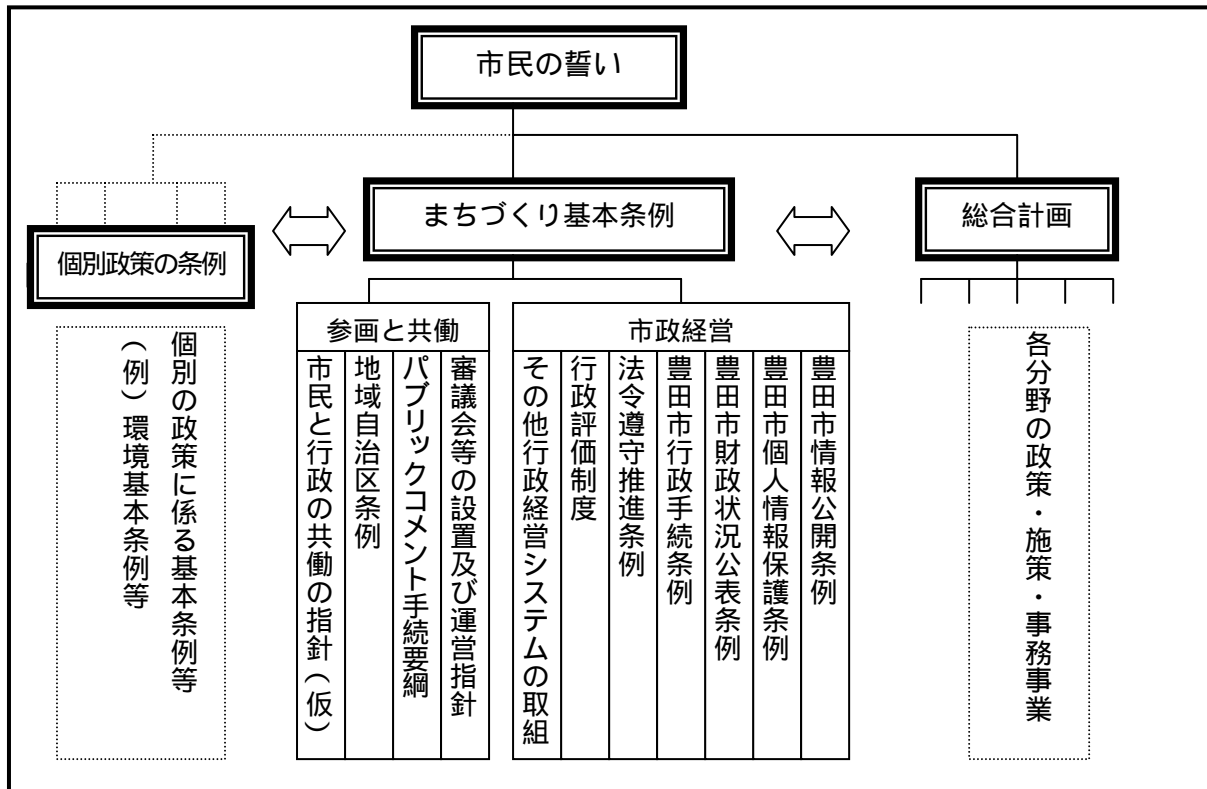 市民の誓い
まちづくり基本条例
総合計画
個別政策の条例
参画と共働
市政経営
個別の政策に係る基本条例等
（例）環境基本条例等
審議会等の設置及び運営指針
パブリックコメント手続要綱
地域自治区条例
市民と行政の共働の指針（仮）
豊田市情報公開条例
豊田市個人情報保護条例
豊田市財政状況公表条例
豊田市行政手続条例
法令遵守推進条例
行政評価制度
その他行政経営システムの取組
各分野の政策・施策・事務事業